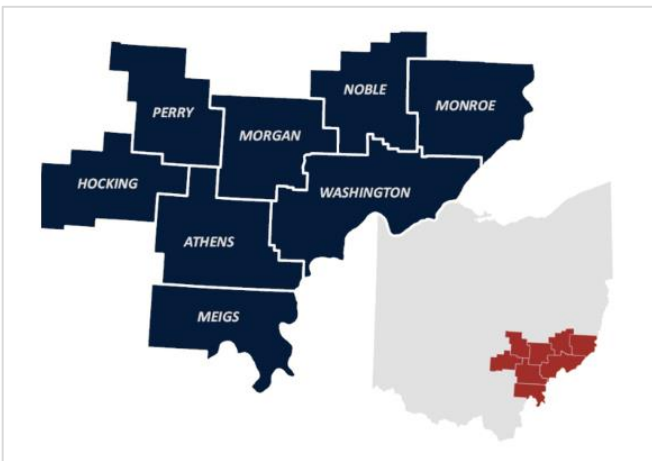 NOBLE
MONROE
PERRY
MORGAN
HOCKING
WASHINGTON
ATHENS
MEIGS